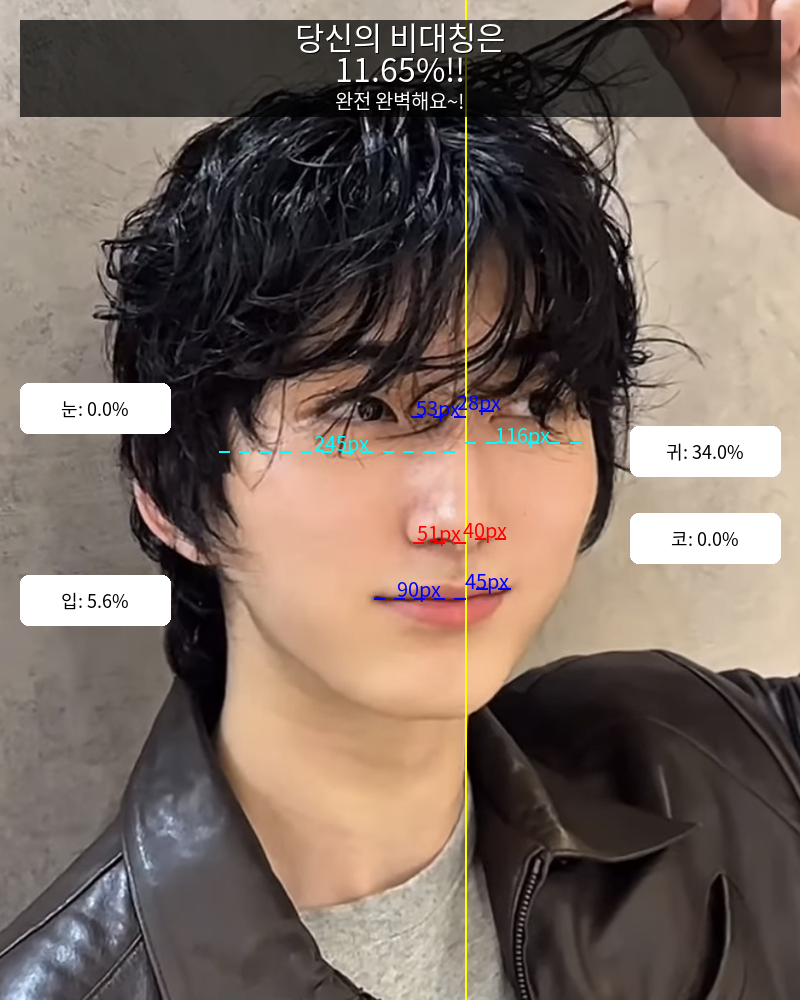 당신의 비대칭은
11.65%!!
완전 완벽해요~!
눈: 0.0%
53px
28px
245px
116px
귀: 34.0%
51px
40px
코: 0.0%
입: 5.6%
90px
45px